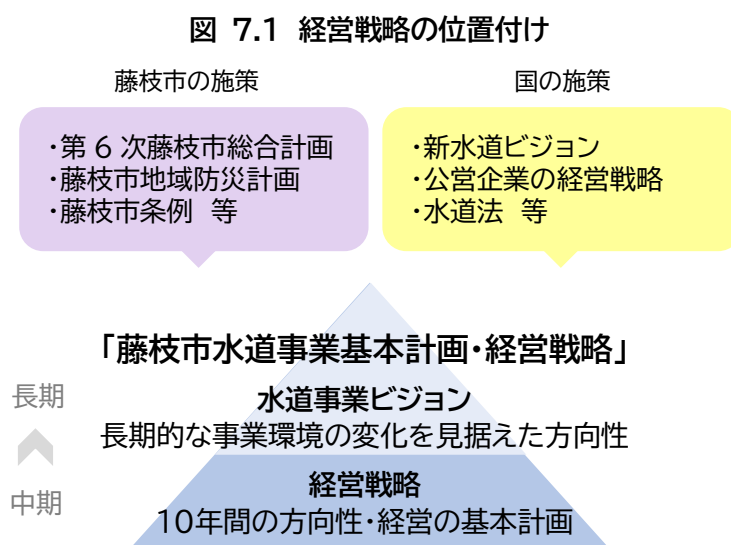 図 7.1 経営戦略の位置付け
藤枝市の施策
・第 6 次藤枝市総合計画
・藤枝市地域防災計画
・藤枝市条例 等
国の施策
・新水道ビジョン
・公営企業の経営戦略
・水道法 等
「藤枝市水道事業基本計画・経営戦略」
長期
水道事業ビジョン
長期的な事業環境の変化を見据えた方向性
中期
経営戦略
10年間の方向性・経営の基本計画